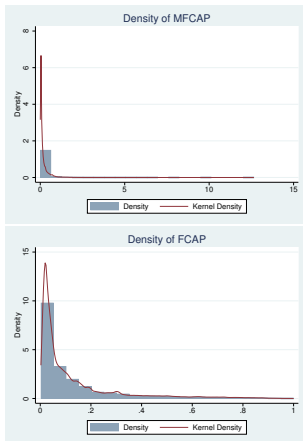 Density of MFCAP
8
6
4
2
0
Density
0 5 10 15
Density Kernel Density
Density of FCAP
15
10
5
0
Density
0 .2 .4 .6 .8 1
Density Kernel Density